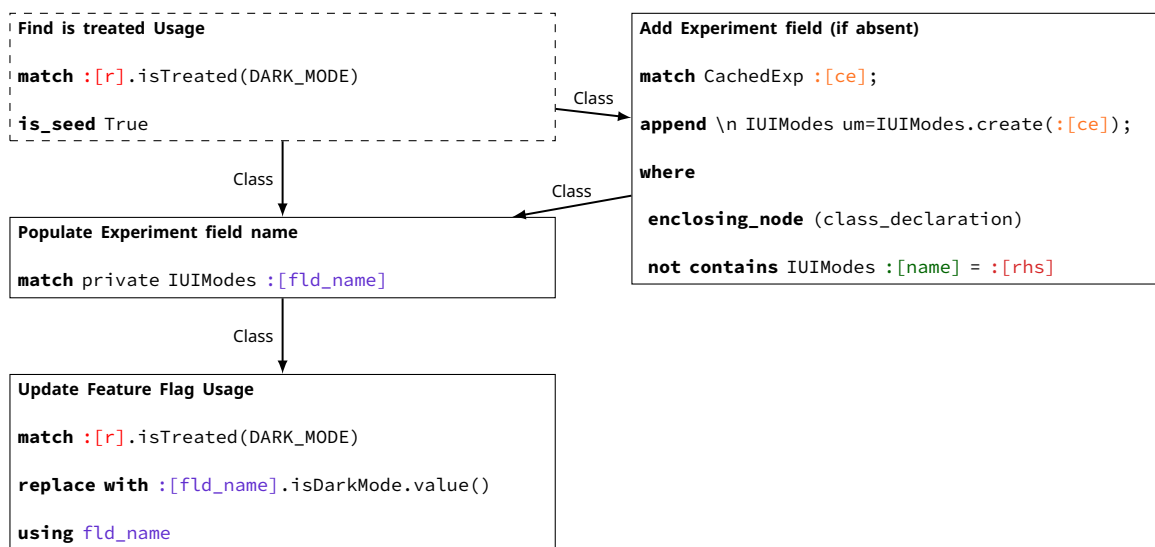 Find is treated Usage
match :[r].isTreated(DARK_MODE)
is_seed True
Class
Add Experiment field (if absent)
match CachedExp :[ce];
append \n IUIModes um=IUIModes.create(:[ce]);
where
enclosing_node (class_declaration)
not contains IUIModes :[name] = :[rhs]
Class
Class
Populate Experiment field name
match private IUIModes :[fld_name]
Class
Update Feature Flag Usage
match :[r].isTreated(DARK_MODE)
replace with :[fld_name].isDarkMode.value()
using fld_name